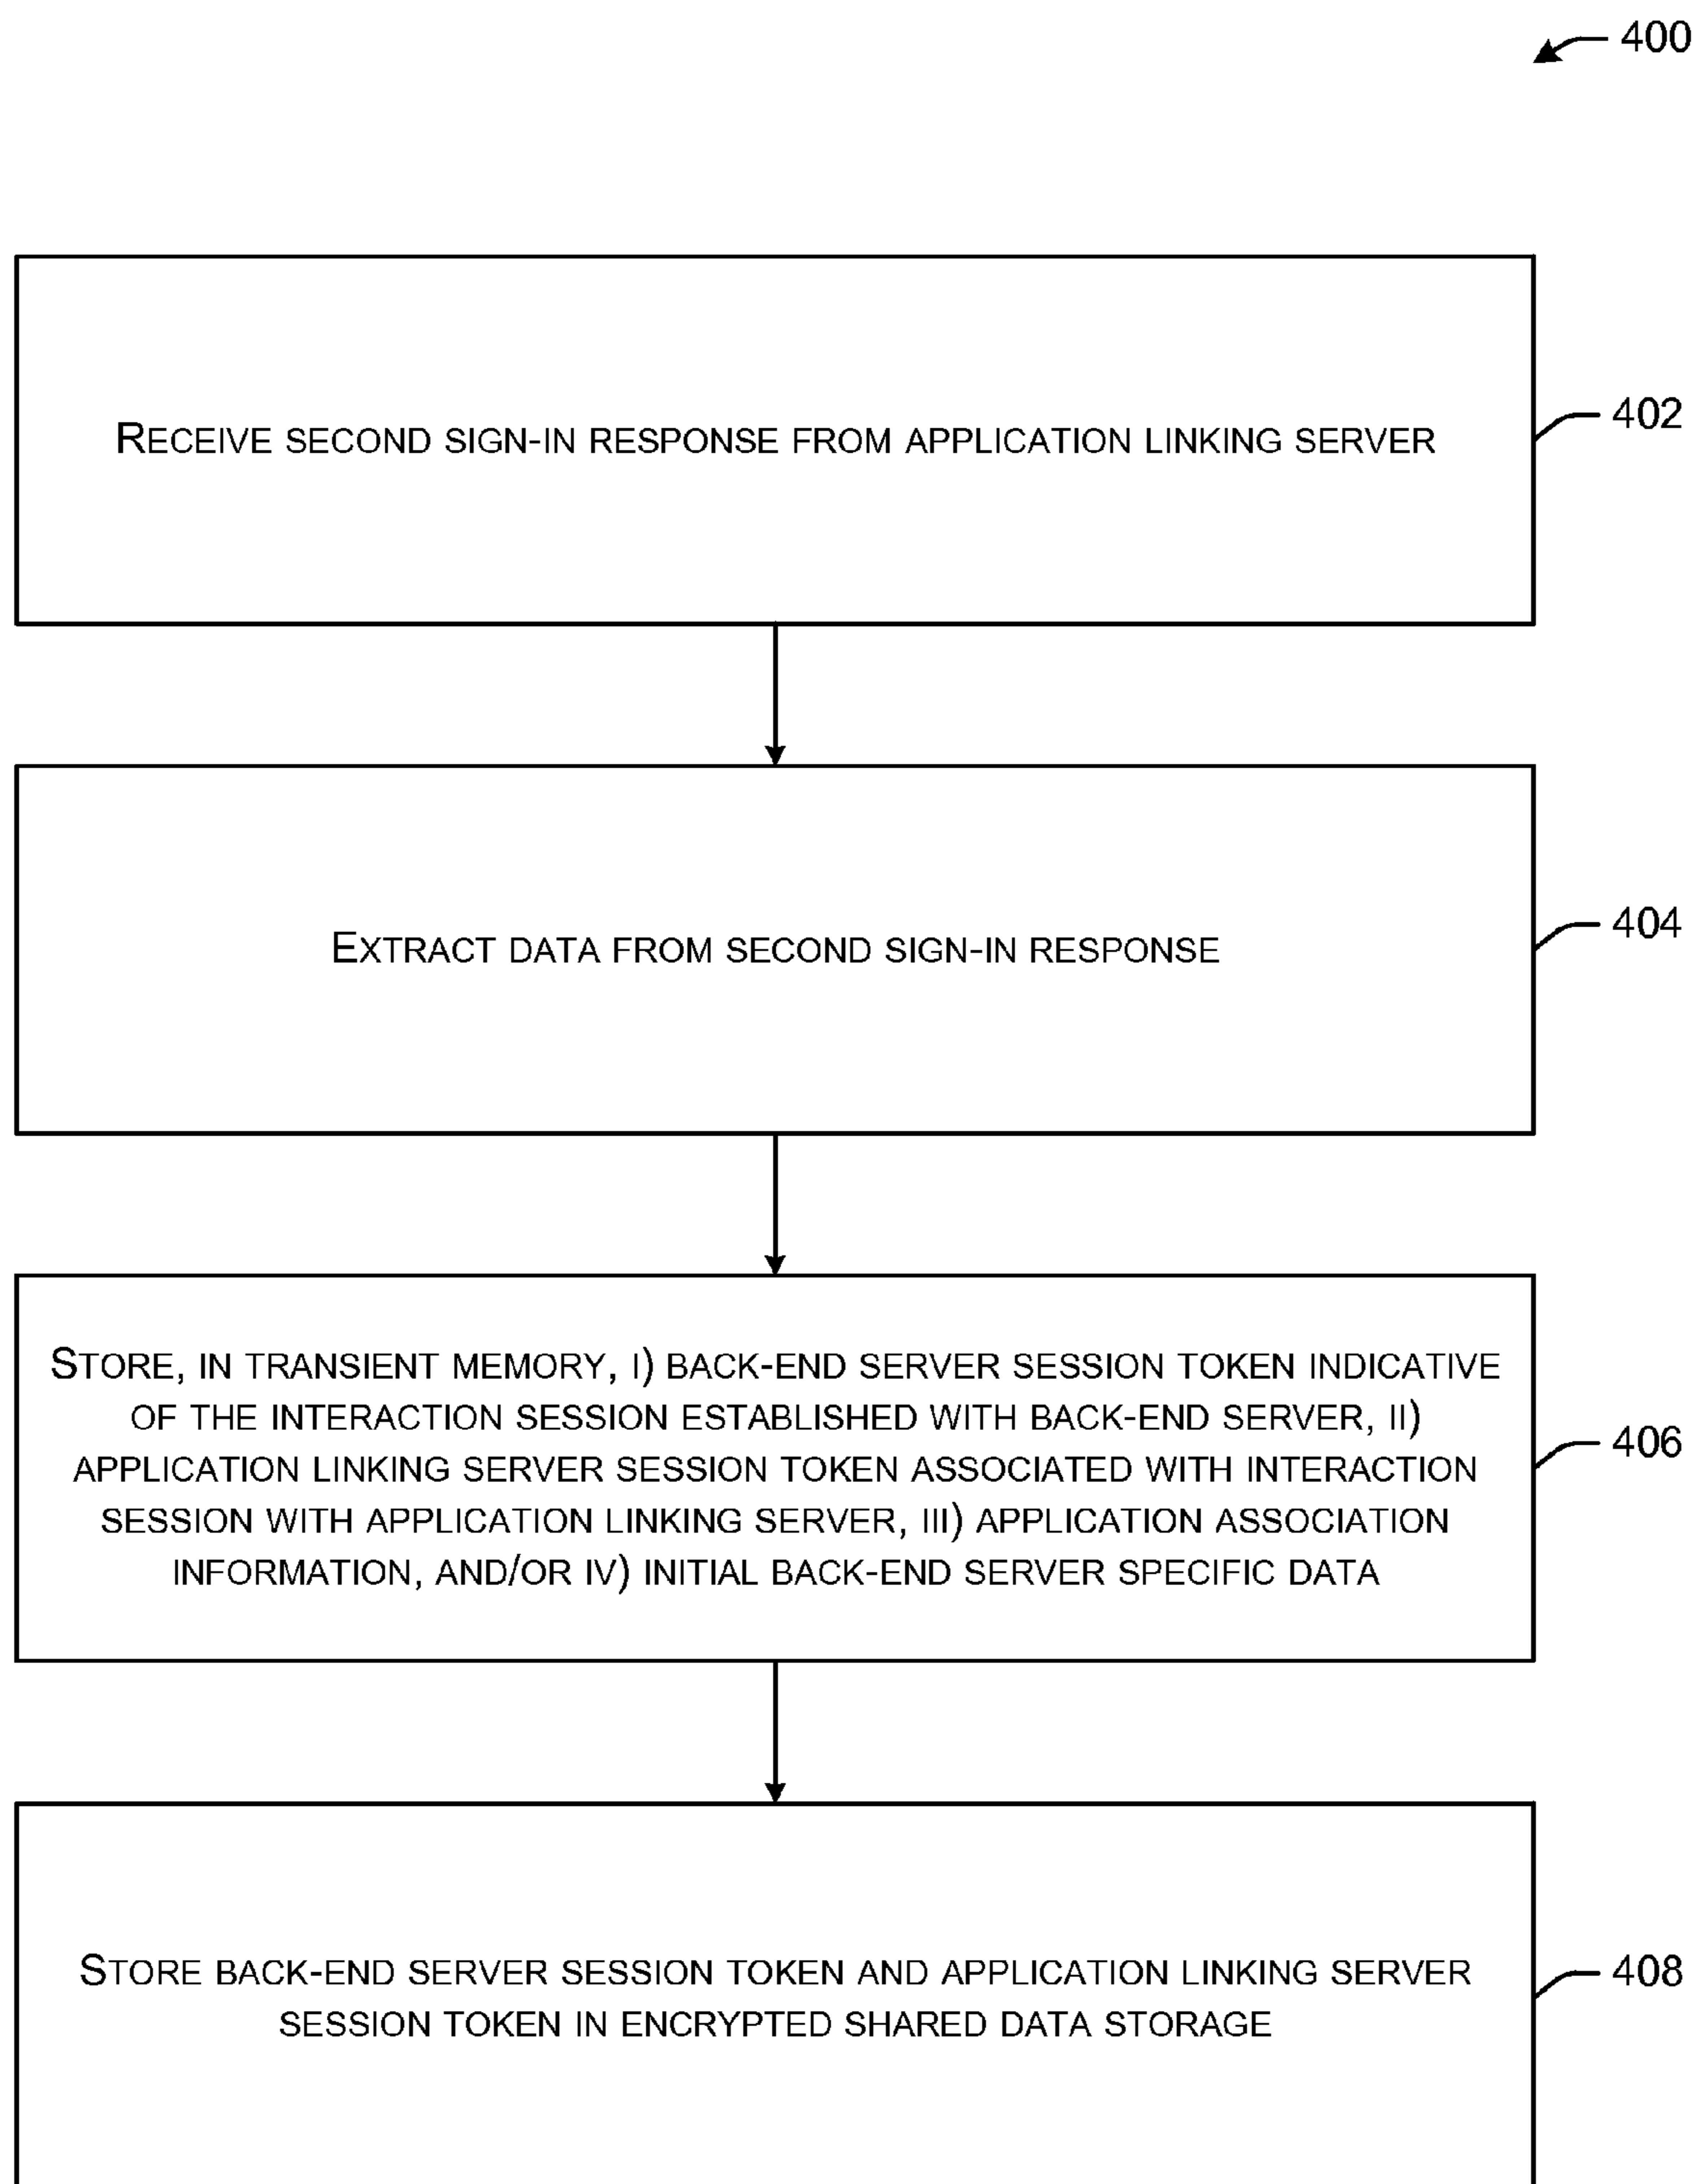 400
RECEIVE SECOND SIGN-IN RESPONSE FROM APPLICATION LINKING SERVER
402
EXTRACT DATA FROM SECOND SIGN-IN RESPONSE
404
STORE, IN TRANSIENT MEMORY, I) BACK-END SERVER SESSION TOKEN INDICATIVE
OF THE INTERACTION SESSION ESTABLISHED WITH BACK-END SERVER, II)
APPLICATION LINKING SERVER SESSION TOKEN ASSOCIATED WITH INTERACTION
SESSION WITH APPLICATION LINKING SERVER, III) APPLICATION ASSOCIATION
INFORMATION, AND/OR IV) INITIAL BACK-END SERVER SPECIFIC DATA
406
STORE BACK-END SERVER SESSION TOKEN AND APPLICATION LINKING SERVER
SESSION TOKEN IN ENCRYPTED SHARED DATA STORAGE
408